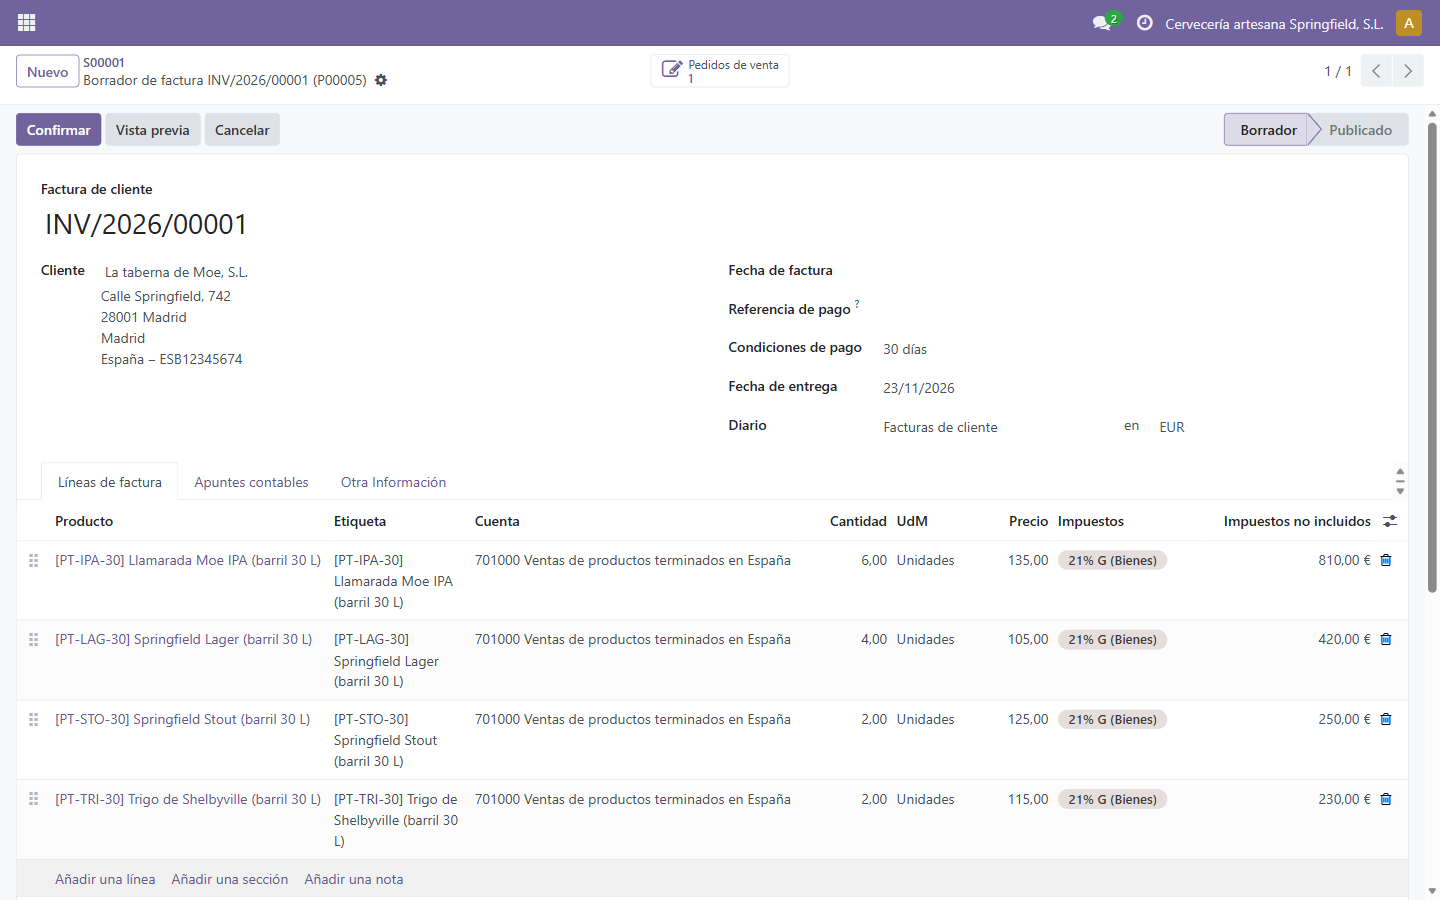 2
Cervecería artesana Springfield, S.L.
A
Nuevo
S00001
Borrador de factura INV/2026/00001 (P00005)
Pedidos de venta
1
1 / 1
Confirmar
Vista previa
Cancelar
Borrador
Publicado
Factura de cliente
INV/2026/00001
Cliente
La taberna de Moe, S.L.
Calle Springfield, 742
28001 Madrid
Madrid
España – ESB12345674
Fecha de factura
Referencia de pago ?
Condiciones de pago 30 días
Fecha de entrega 23/11/2026
Diario Facturas de cliente en EUR
Líneas de factura Apuntes contables Otra Información
Producto Etiqueta Cuenta Cantidad UdM Precio Impuestos Impuestos no incluidos
[PT-IPA-30] Llamarada Moe IPA (barril 30 L) [PT-IPA-30] 701000 Ventas de productos terminados en España 6,00 Unidades 135,00 21% G (Bienes) 810,00 €
Llamarada Moe IPA
(barril 30 L)
[PT-LAG-30] Springfield Lager (barril 30 L) [PT-LAG-30] 701000 Ventas de productos terminados en España 4,00 Unidades 105,00 21% G (Bienes) 420,00 €
Springfield Lager
(barril 30 L)
[PT-STO-30] Springfield Stout (barril 30 L) [PT-STO-30] 701000 Ventas de productos terminados en España 2,00 Unidades 125,00 21% G (Bienes) 250,00 €
Springfield Stout
(barril 30 L)
[PT-TRI-30] Trigo de Shelbyville (barril 30 L) [PT-TRI-30] Trigo de 701000 Ventas de productos terminados en España 2,00 Unidades 115,00 21% G (Bienes) 230,00 €
Shelbyville (barril 30
L)
Añadir una línea Añadir una sección Añadir una nota